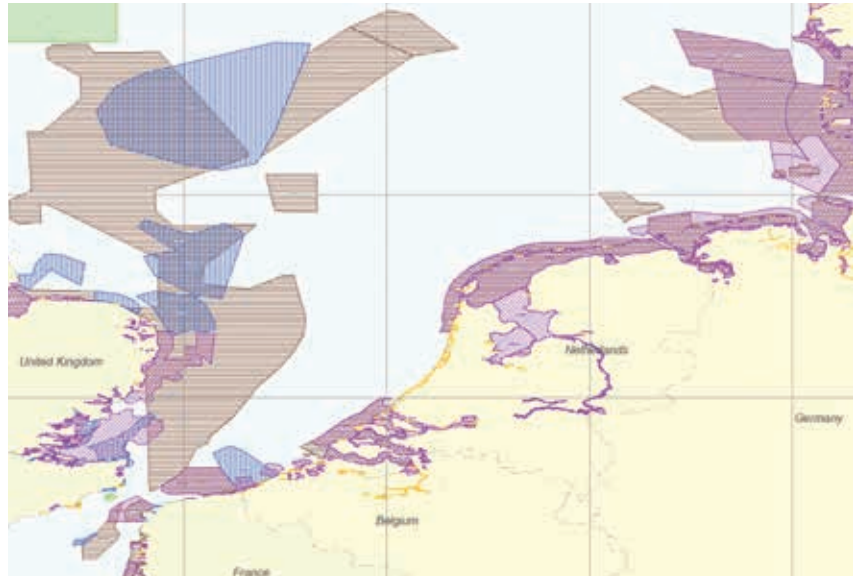 United Kingdom
Netherlands
Germany
Belgium
France